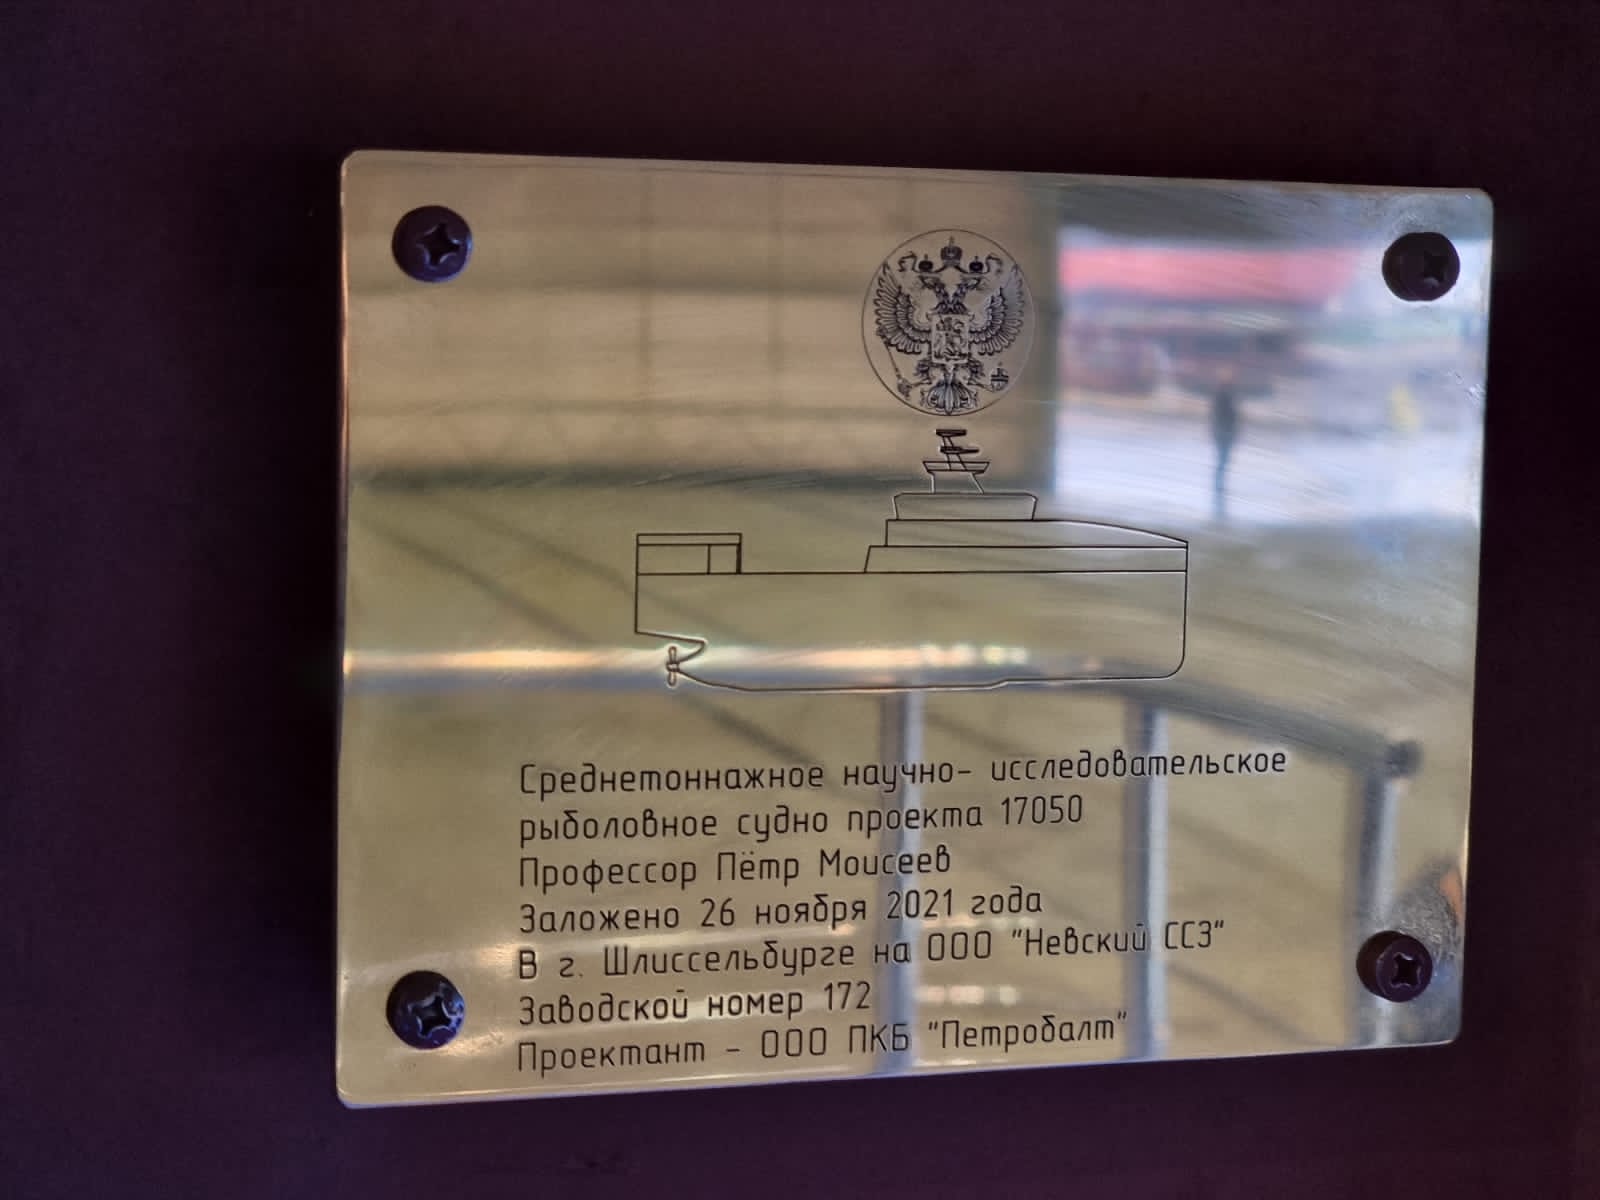 Среднетоннажное научно- исследовательское
рыболовное судно проекта 17050
Профессор Пётр Моисеев
Заложено 26 ноября 2021 года
В г. Шлиссельбурге на ООО "Невский ССЗ"
Заводской номер 172
Проектант - ООО ПКБ "Петробалт"